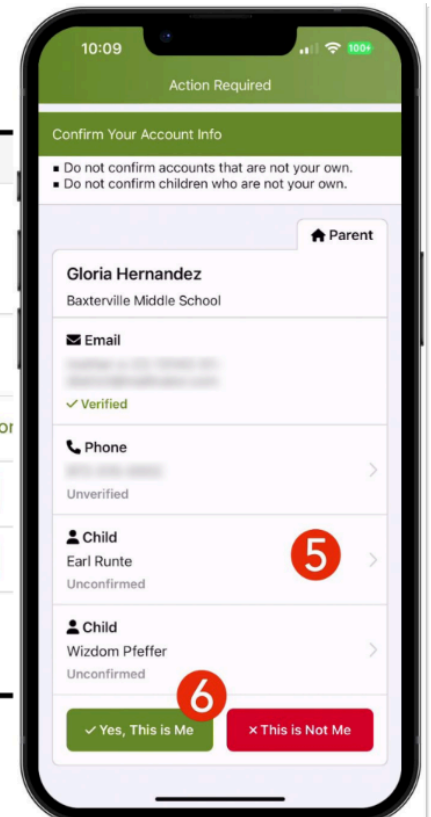 10:09
100+
Action Required
Confirm Your Account Info
▪ Do not confirm accounts that are not your own.
▪ Do not confirm children who are not your own.
Parent
Gloria Hernandez
Baxterville Middle School
Email
✓ Verified
Phone
Unverified
Child
Earl Runte
Unconfirmed
5
Child
Wizdom Pfeffer
Unconfirmed
6
✓ Yes, This is Me
× This is Not Me
or